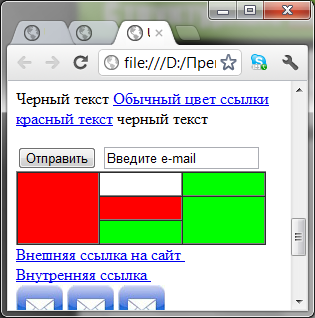 file:///D:/Пре
Черный текст Обычный цвет ссылки
красный текст черный текст
Отправить Введите e-mail
Внешняя ссылка на сайт
Внутренняя ссылка